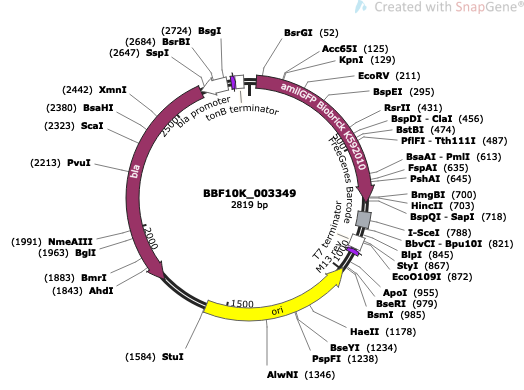 Created with SnapGene®
BsrGI (52)
Acc65I (125)
KpnI (129)
EcoRV (211)
BspEI (295)
RsrII (431)
BspDI - ClaI (456)
BstBI (474)
PflFI - Tth111I (487)
BsaAI - PmlI (613)
FspAI (635)
PshAI (645)
BmgBI (700)
HincII (703)
BspQI - SapI (718)
I-SceI (788)
BbvCI - Bpu10I (821)
BlpI (845)
StyI (867)
EcoO109I (872)
ApoI (955)
BseRI (979)
BsmI (985)
HaeII (1178)
BseYI (1234)
PspFI (1238)
AlwNI (1346)
(1584) StuI
(1843) AhdI
(1883) BmrI
(1963) BglI
(1991) NmeAIII
(2213) PvuI
(2323) ScaI
(2380) BsaHI
(2442) XmnI
(2647) SspI
(2684) BsrBI
(2724) BsgI
amilGFP Biobrick K592010
FreeGenes Barcode
T7 terminator
M13 rev
ori
bla
bla promoter
tonB terminator
500
1000
1500
2000
2500
BBF10K_003349
2819 bp